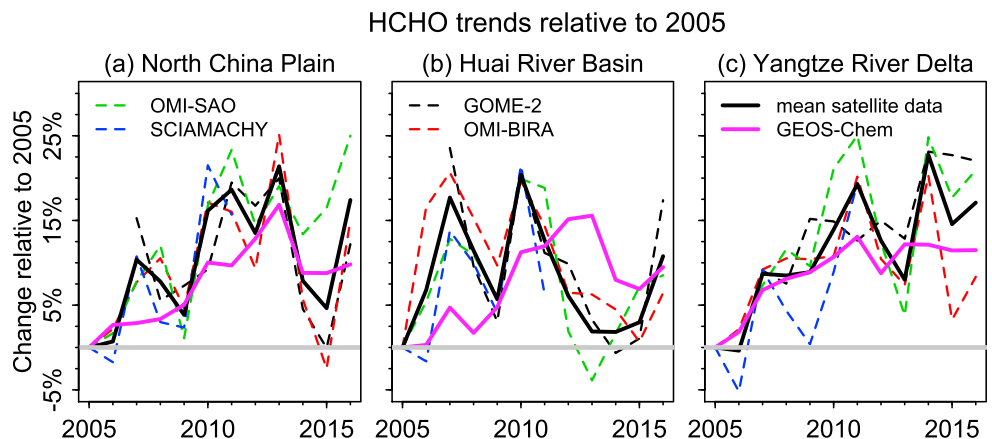 HCHO trends relative to 2005
(a) North China Plain (b) Huai River Basin (c) Yangtze River Delta
Change relative to 2005
25%
15%
5%
-5%
OMI-SAO
SCIAMACHY
GOME-2
OMI-BIRA
mean satellite data
GEOS-Chem
2005 2010 2015 2005 2010 2015 2005 2010 2015